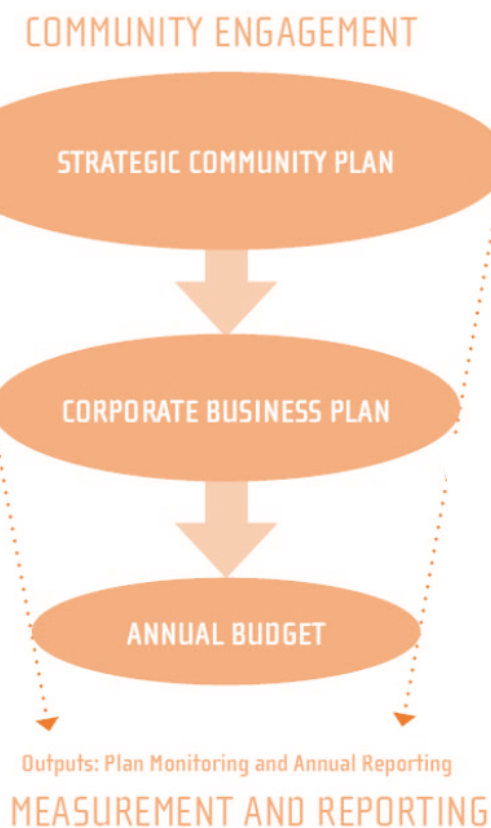 COMMUNITY ENGAGEMENT
STRATEGIC COMMUNITY PLAN
CORPORATE BUSINESS PLAN
ANNUAL BUDGET
Outputs: Plan Monitoring and Annual Reporting
MEASUREMENT AND REPORTING